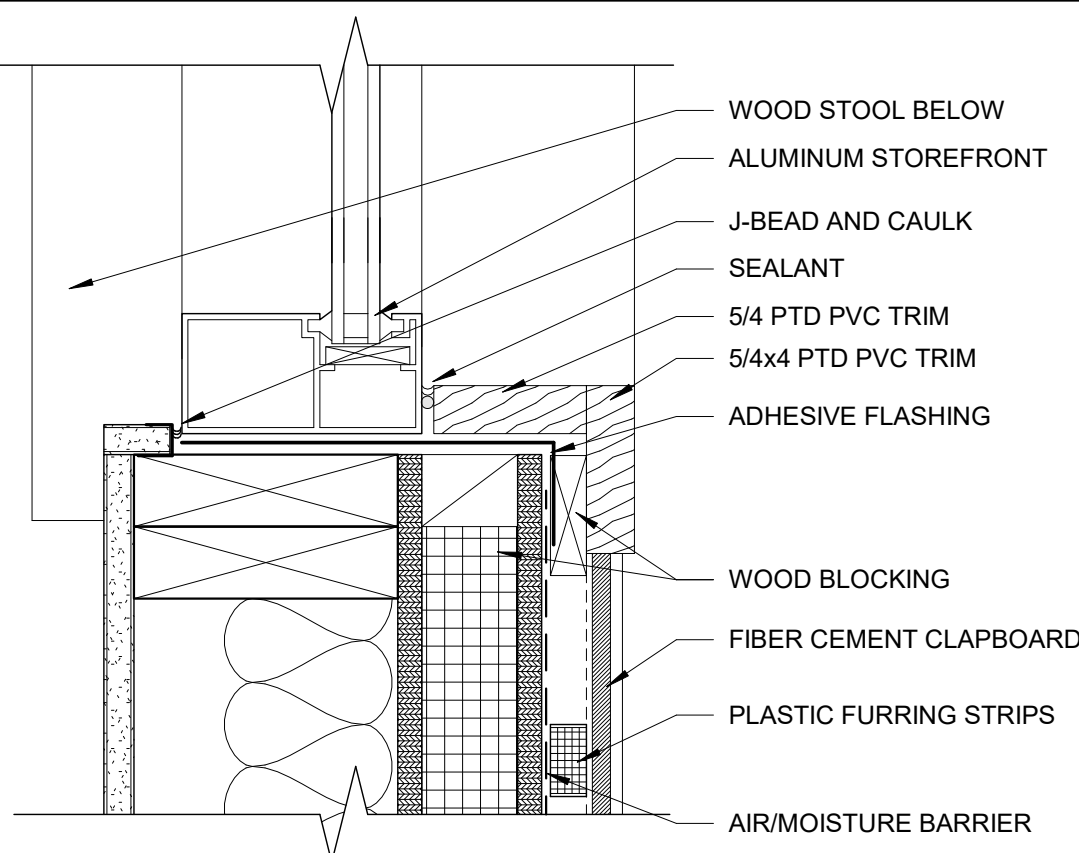 WOOD STOOL BELOW
ALUMINUM STOREFRONT
J-BEAD AND CAULK
SEALANT
5/4 PTD PVC TRIM
5/4x4 PTD PVC TRIM
ADHESIVE FLASHING
WOOD BLOCKING
FIBER CEMENT CLAPBOARD
PLASTIC FURRING STRIPS
AIR/MOISTURE BARRIER